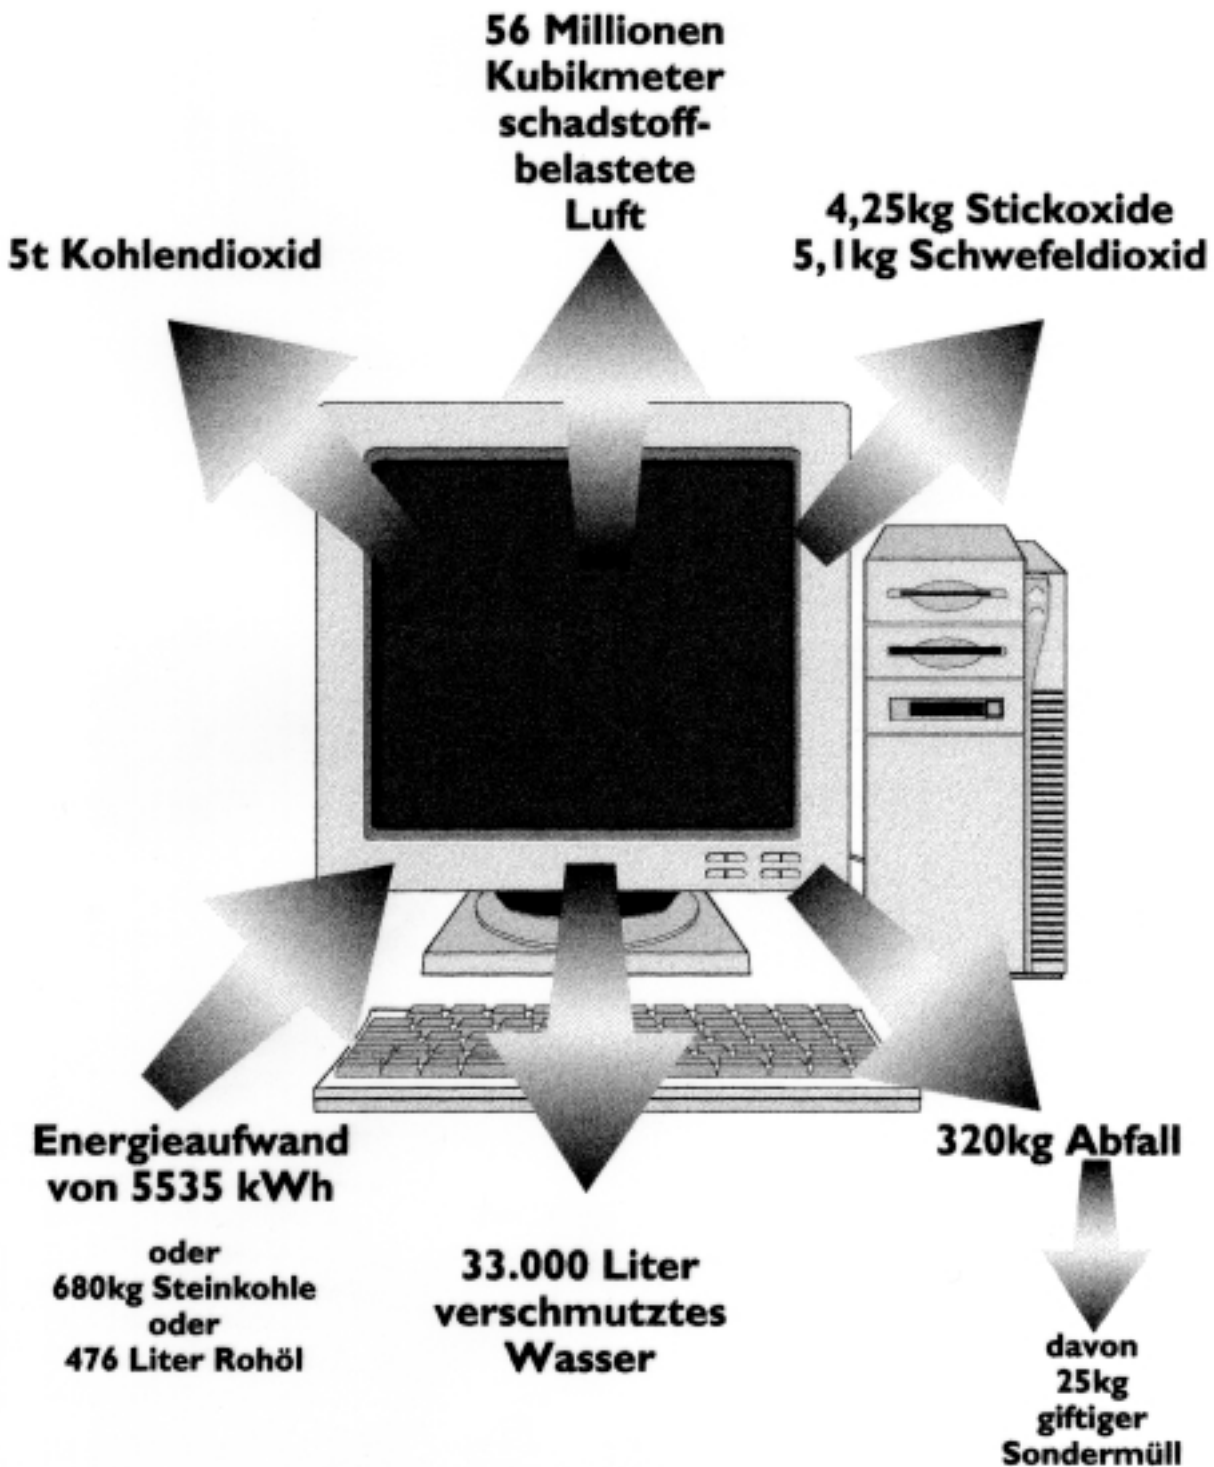 56 Millionen
Kubikmeter
schadstoff-
belastete
Luft
5t Kohlendioxid
4,25kg Stickoxide
5,1kg Schwefeldioxid
Energieaufwand
von 5535 kWh
oder
680kg Steinkohle
oder
476 Liter Rohöl
33.000 Liter
verschmutztes
Wasser
320kg Abfall
davon
25kg
giftiger
Sondermüll